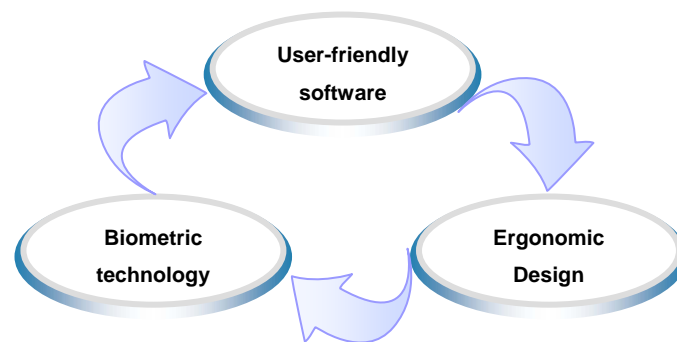 User-friendly
software
Biometric
technology
Ergonomic
Design